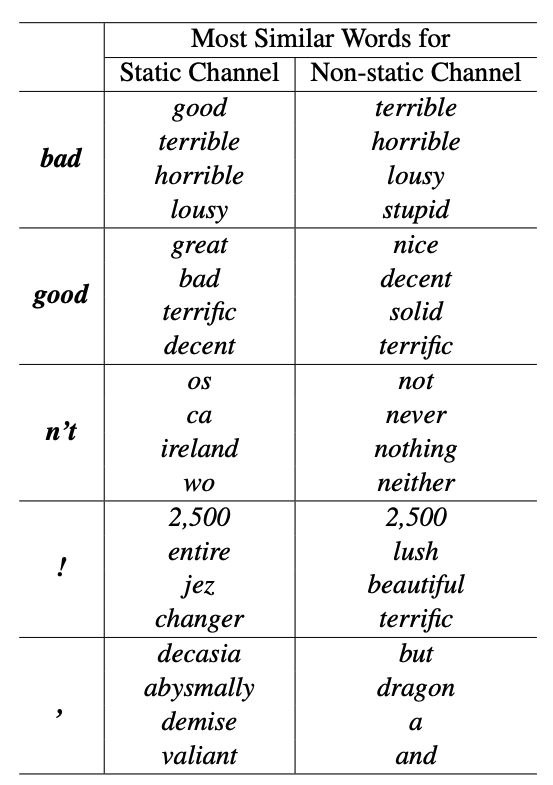 Most Similar Words for
Static Channel Non-static Channel
good terrible
terrible horrible
bad
horrible lousy
lousy stupid
great nice
bad decent
good
terrific solid
decent terrific
os not
ca never
n't
ireland nothing
wo neither
2,500 2,500
entire lush
!
jez beautiful
changer terrific
decasia but
abysmally dragon
,
demise a
valiant and